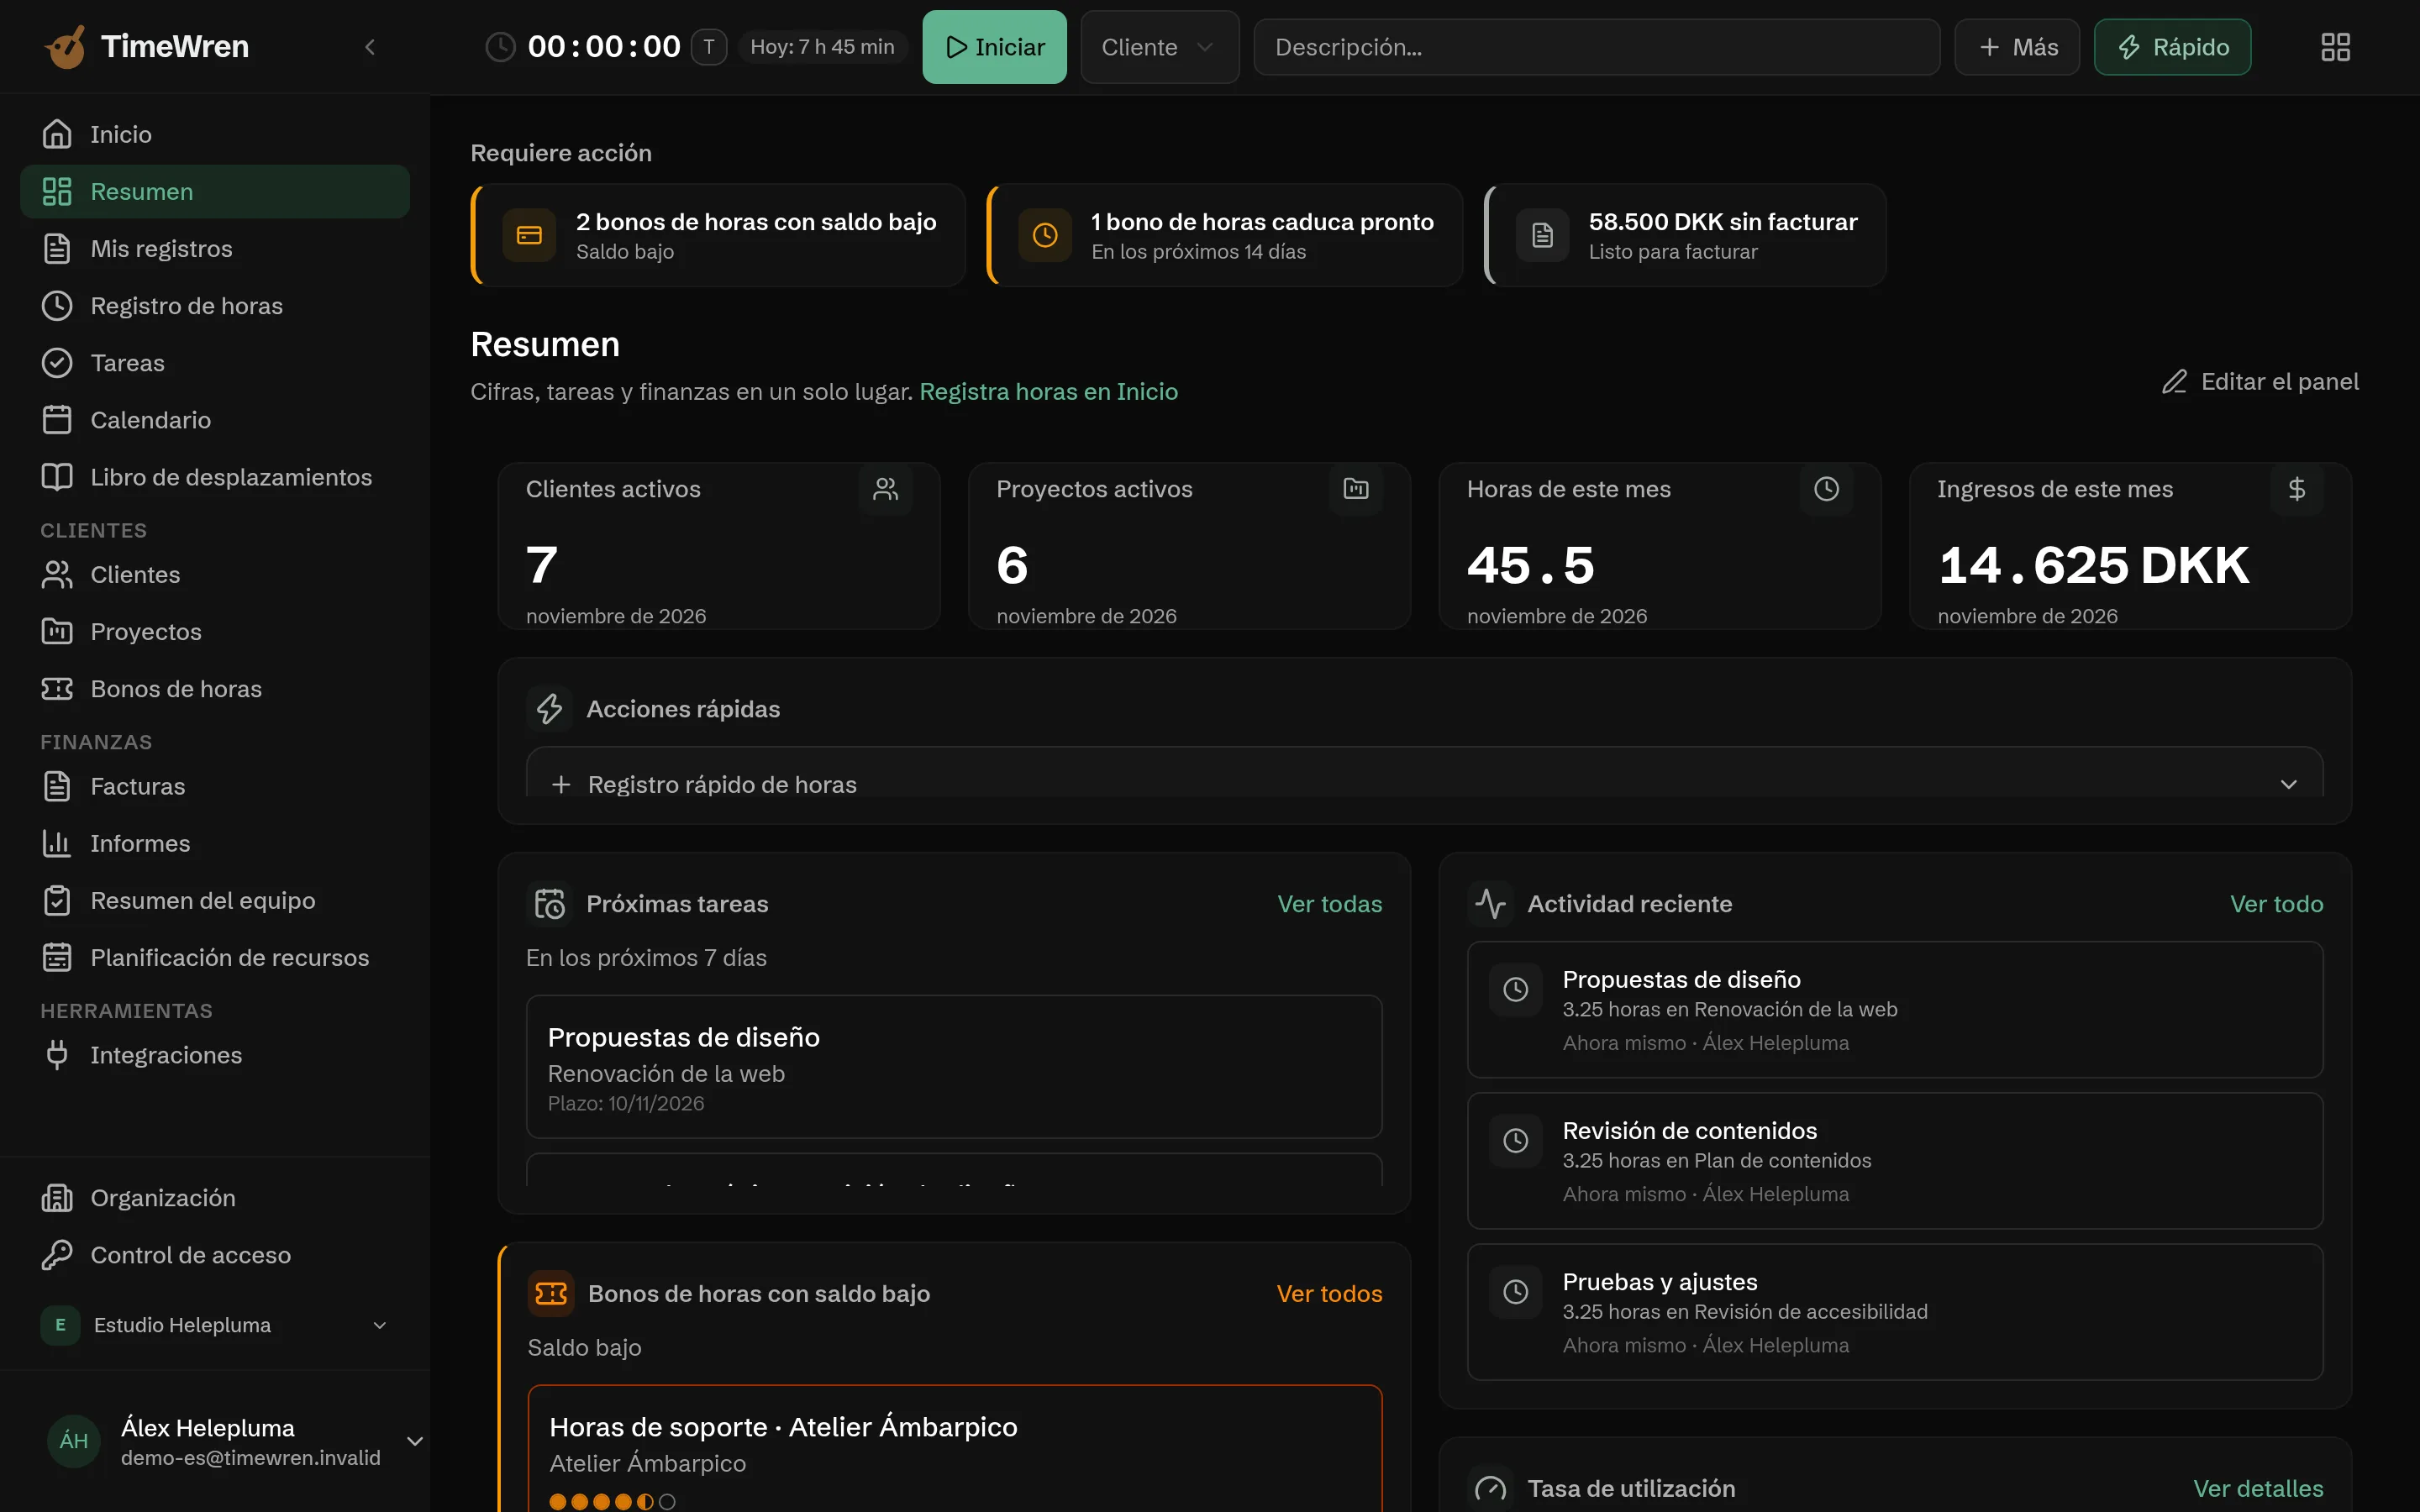 TimeWren
00:00:00
T
Hoy: 7 h 45 min
Iniciar
Cliente
Descripción...
Más
Rápido
Inicio
Resumen
Mis registros
Registro de horas
Tareas
Calendario
Libro de desplazamientos
CLIENTES
Clientes
Proyectos
Bonos de horas
FINANZAS
Facturas
Informes
Resumen del equipo
Planificación de recursos
HERRAMIENTAS
Integraciones
Organización
Control de acceso
E
Estudio Helepluma
ÁH
Álex Helepluma
demo-es@timewren.invalid
Requiere acción
2 bonos de horas con saldo bajo
Saldo bajo
1 bono de horas caduca pronto
En los próximos 14 días
58.500 DKK sin facturar
Listo para facturar
Resumen
Cifras, tareas y finanzas en un solo lugar. Registra horas en Inicio
Editar el panel
Clientes activos
7
noviembre de 2026
Proyectos activos
6
noviembre de 2026
Horas de este mes
45.5
noviembre de 2026
Ingresos de este mes
14.625 DKK
noviembre de 2026
Acciones rápidas
Registro rápido de horas
Próximas tareas
Ver todas
En los próximos 7 días
Propuestas de diseño
Renovación de la web
Plazo: 10/11/2026
Bonos de horas con saldo bajo
Ver todos
Saldo bajo
Horas de soporte · Atelier Ámbarpico
Atelier Ámbarpico
Actividad reciente
Ver todo
Propuestas de diseño
3.25 horas en Renovación de la web
Ahora mismo · Álex Helepluma
Revisión de contenidos
3.25 horas en Plan de contenidos
Ahora mismo · Álex Helepluma
Pruebas y ajustes
3.25 horas en Revisión de accesibilidad
Ahora mismo · Álex Helepluma
Tasa de utilización
Ver detalles